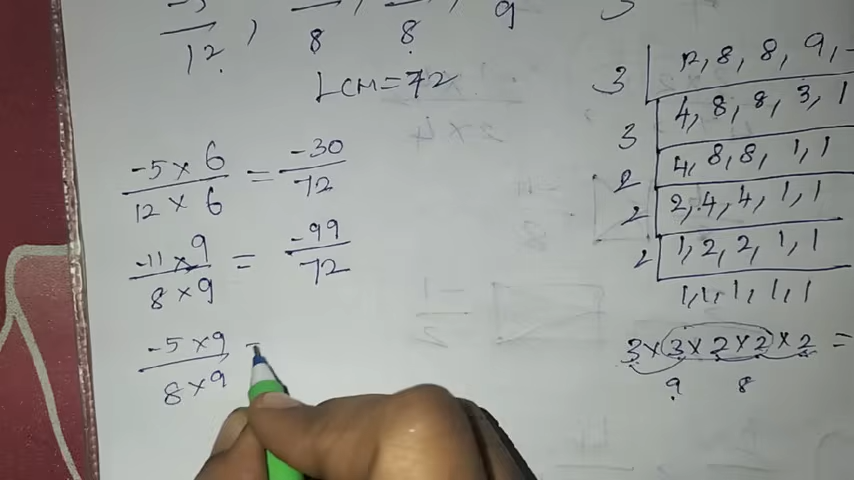 -5/12, /8, /8, 9
LCM = 72
-5 × 6 / 12 × 6 = -30/72
-11 × 9 / 8 × 9 = -99/72
-5 × 9 / 8 × 9 =
3 | 12, 8, 8, 9,
3 | 4, 8, 8, 3, 1
2 | 4, 8, 8, 1, 1
2 | 2, 4, 4, 1, 1
2 | 1, 2, 2, 1, 1
1, 1, 1, 1, 1
3 × 3 × 2 × 2 × 2 =
9 8